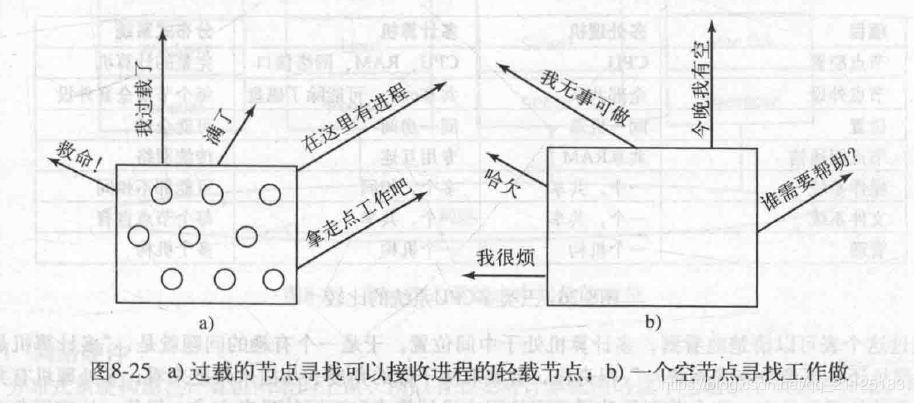 我过载了
满了
在这里有进程
救命!
拿走点工作吧
a)
我无事可做
今晚我有空
哈欠
谁需要帮助?
我很烦
b)
图8-25 a) 过载的节点寻找可以接收进程的轻载节点;b) 一个空节点寻找工作做
https://blog.csdn.net/qq_21125183